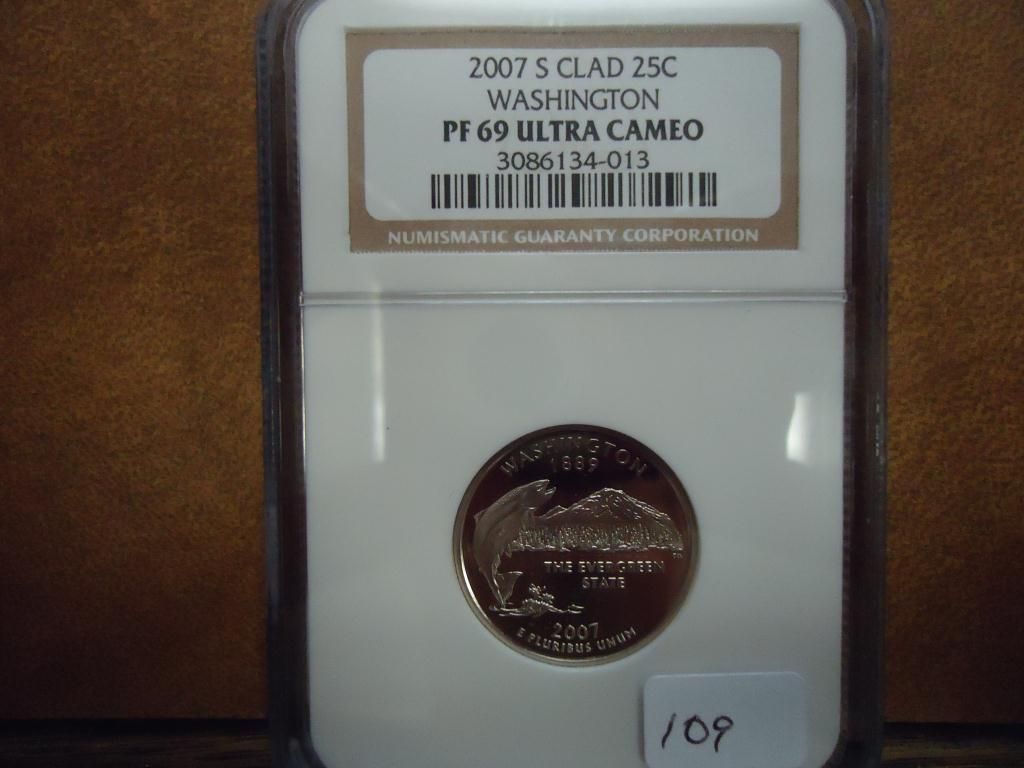 2007 S CLAD 25C
WASHINGTON
PF 69 ULTRA CAMEO
3086134-013
NUMISMATIC GUARANTY CORPORATION
WASHINGTON
1889
THE EVERGREEN
STATE
2007
E PLURIBUS UNUM
109